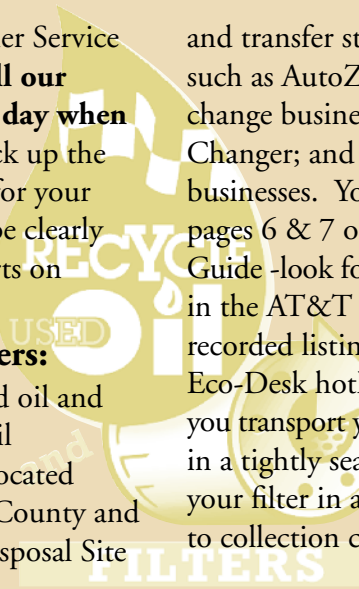 er Service
ll our
day when
ck up the
for your
be clearly
rts on
ers:
d oil and
il
ocated
County and
sposal Site
and transfer st
such as AutoZ
change busine
Changer; and
businesses. Yo
pages 6 & 7 o
Guide -look fo
in the AT&T
recorded listin
Eco-Desk hotl
you transport y
in a tightly sea
your filter in a
to collection c
RECYCLE
USED
Oil
and
FILTERS